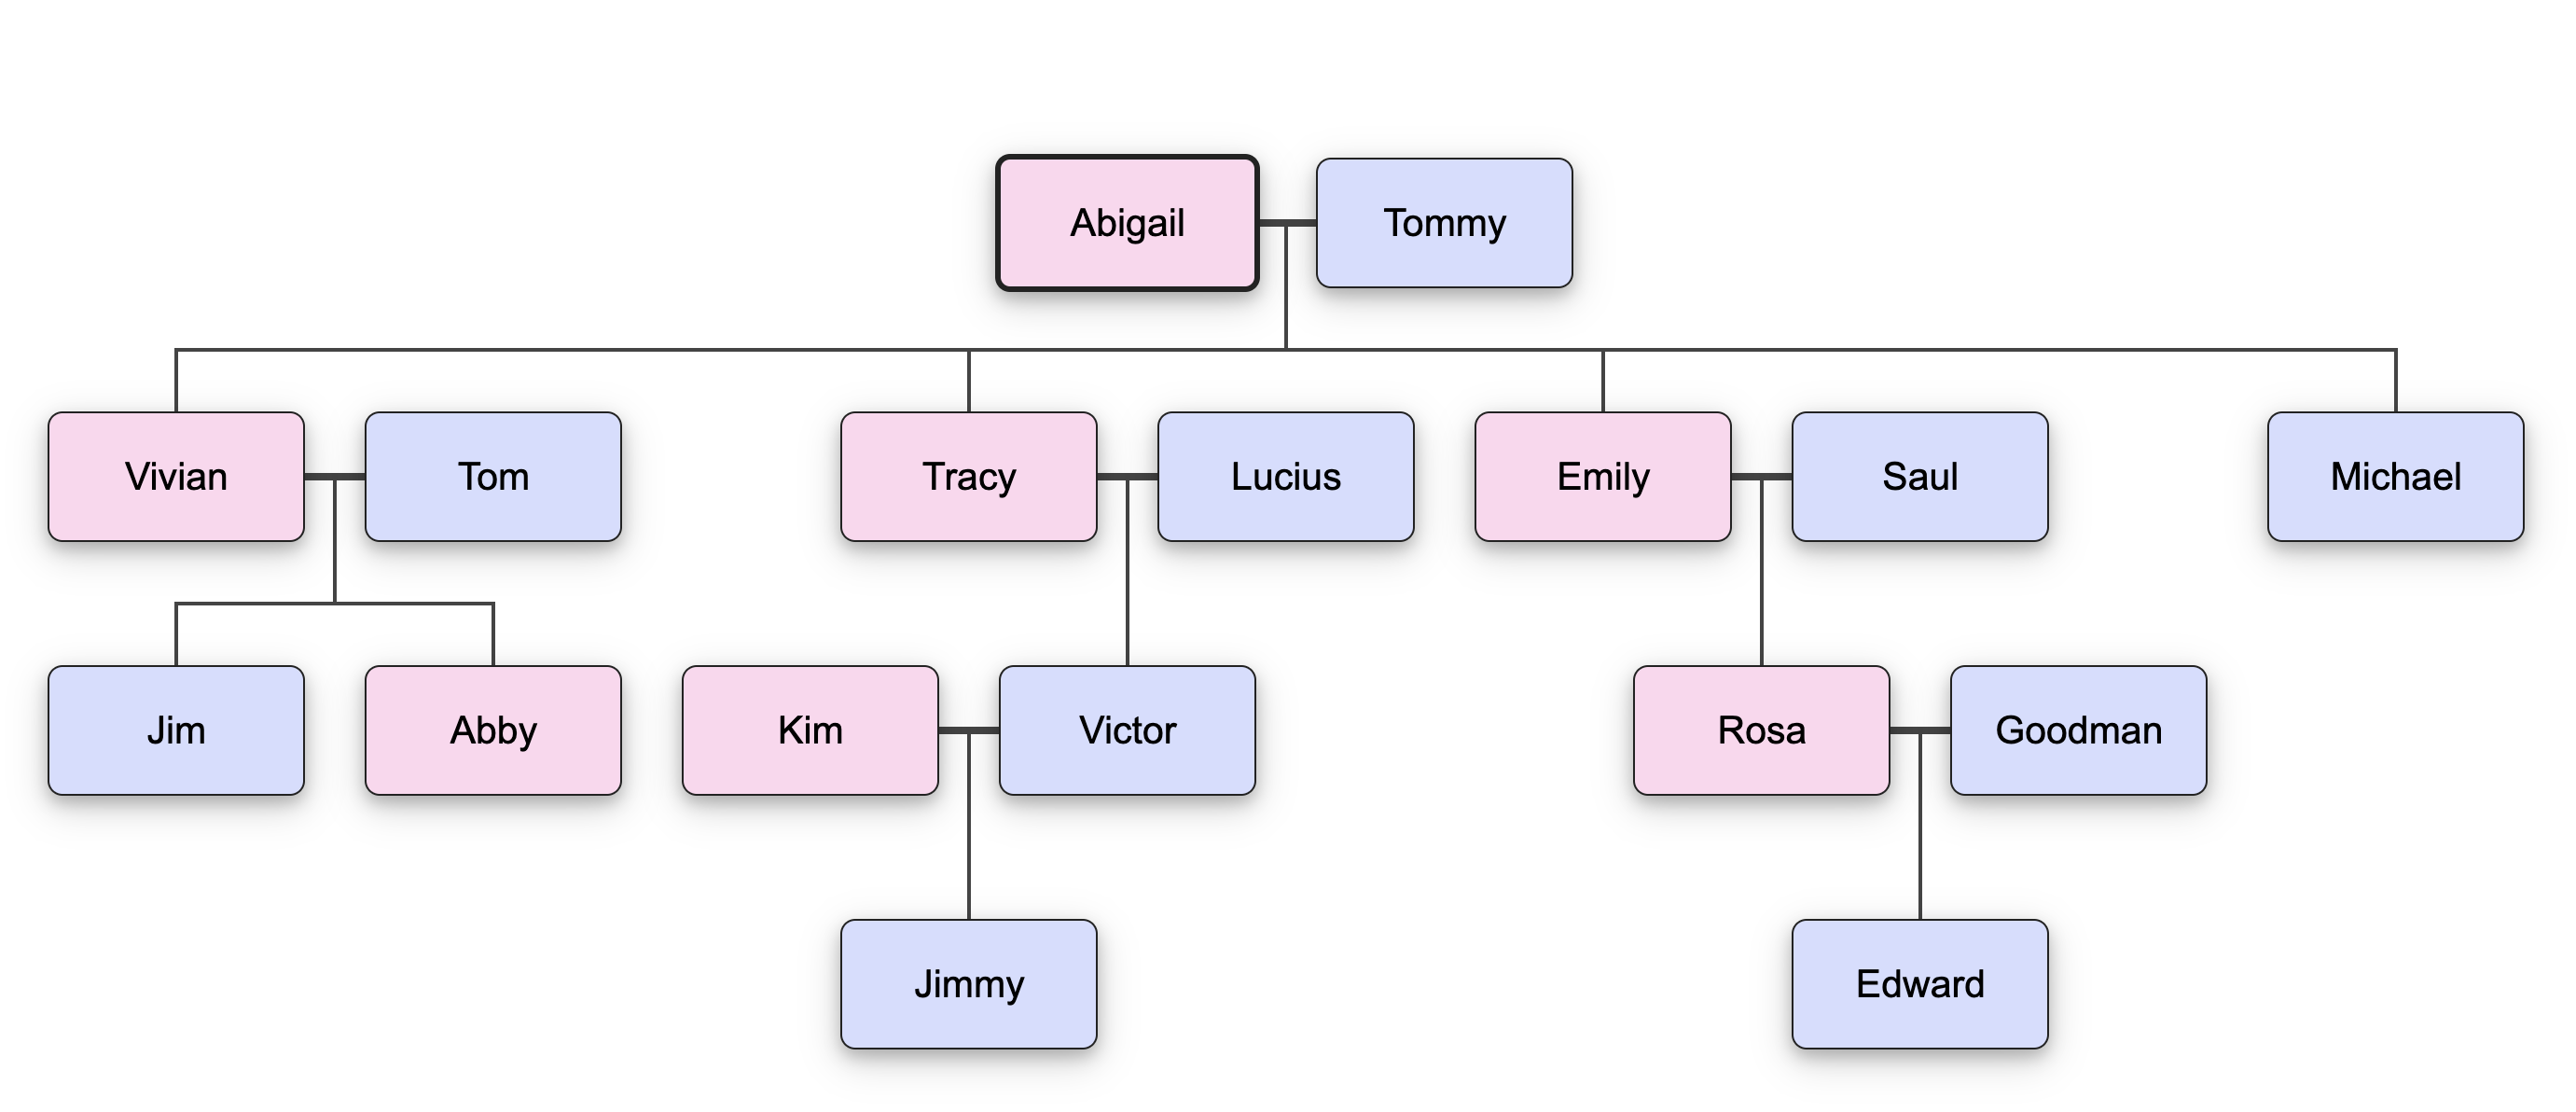 Abigail
Tommy
Vivian
Tom
Tracy
Lucius
Emily
Saul
Michael
Jim
Abby
Kim
Victor
Rosa
Goodman
Jimmy
Edward